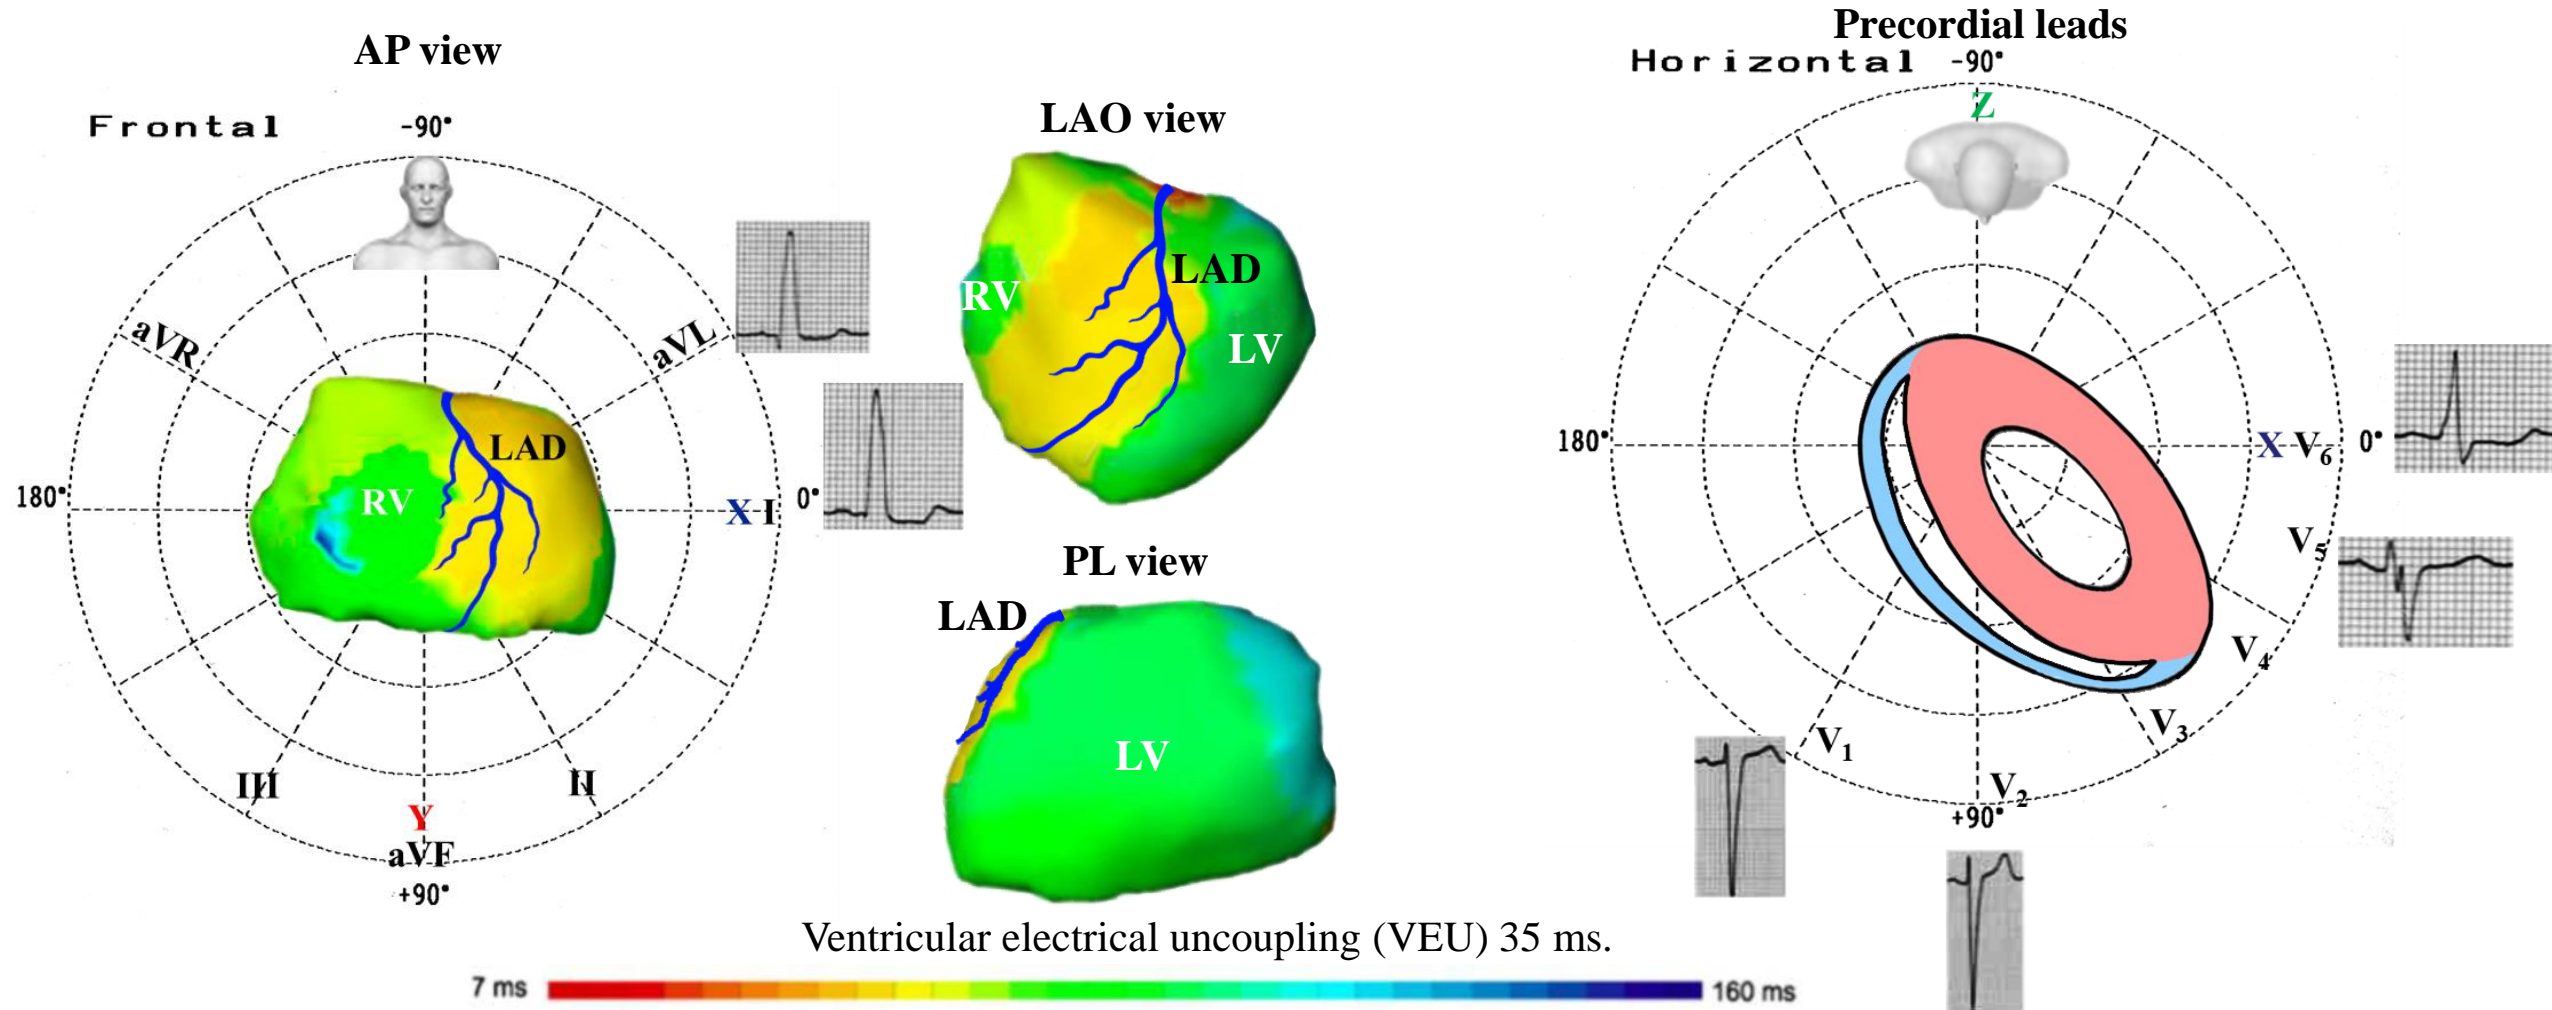 AP view
Frontal
-90°
aVR
aVL
LAD
RV
180°
X I
0°
III
II
Y
aVF
+90°
LAO view
LAD
RV
LV
PL view
LAD
LV
Precordial leads
Horizontal
-90°
Z
180°
X V6
0°
V5
V4
V3
V1
V2
+90°
Ventricular electrical uncoupling (VEU) 35 ms.
7 ms
160 ms